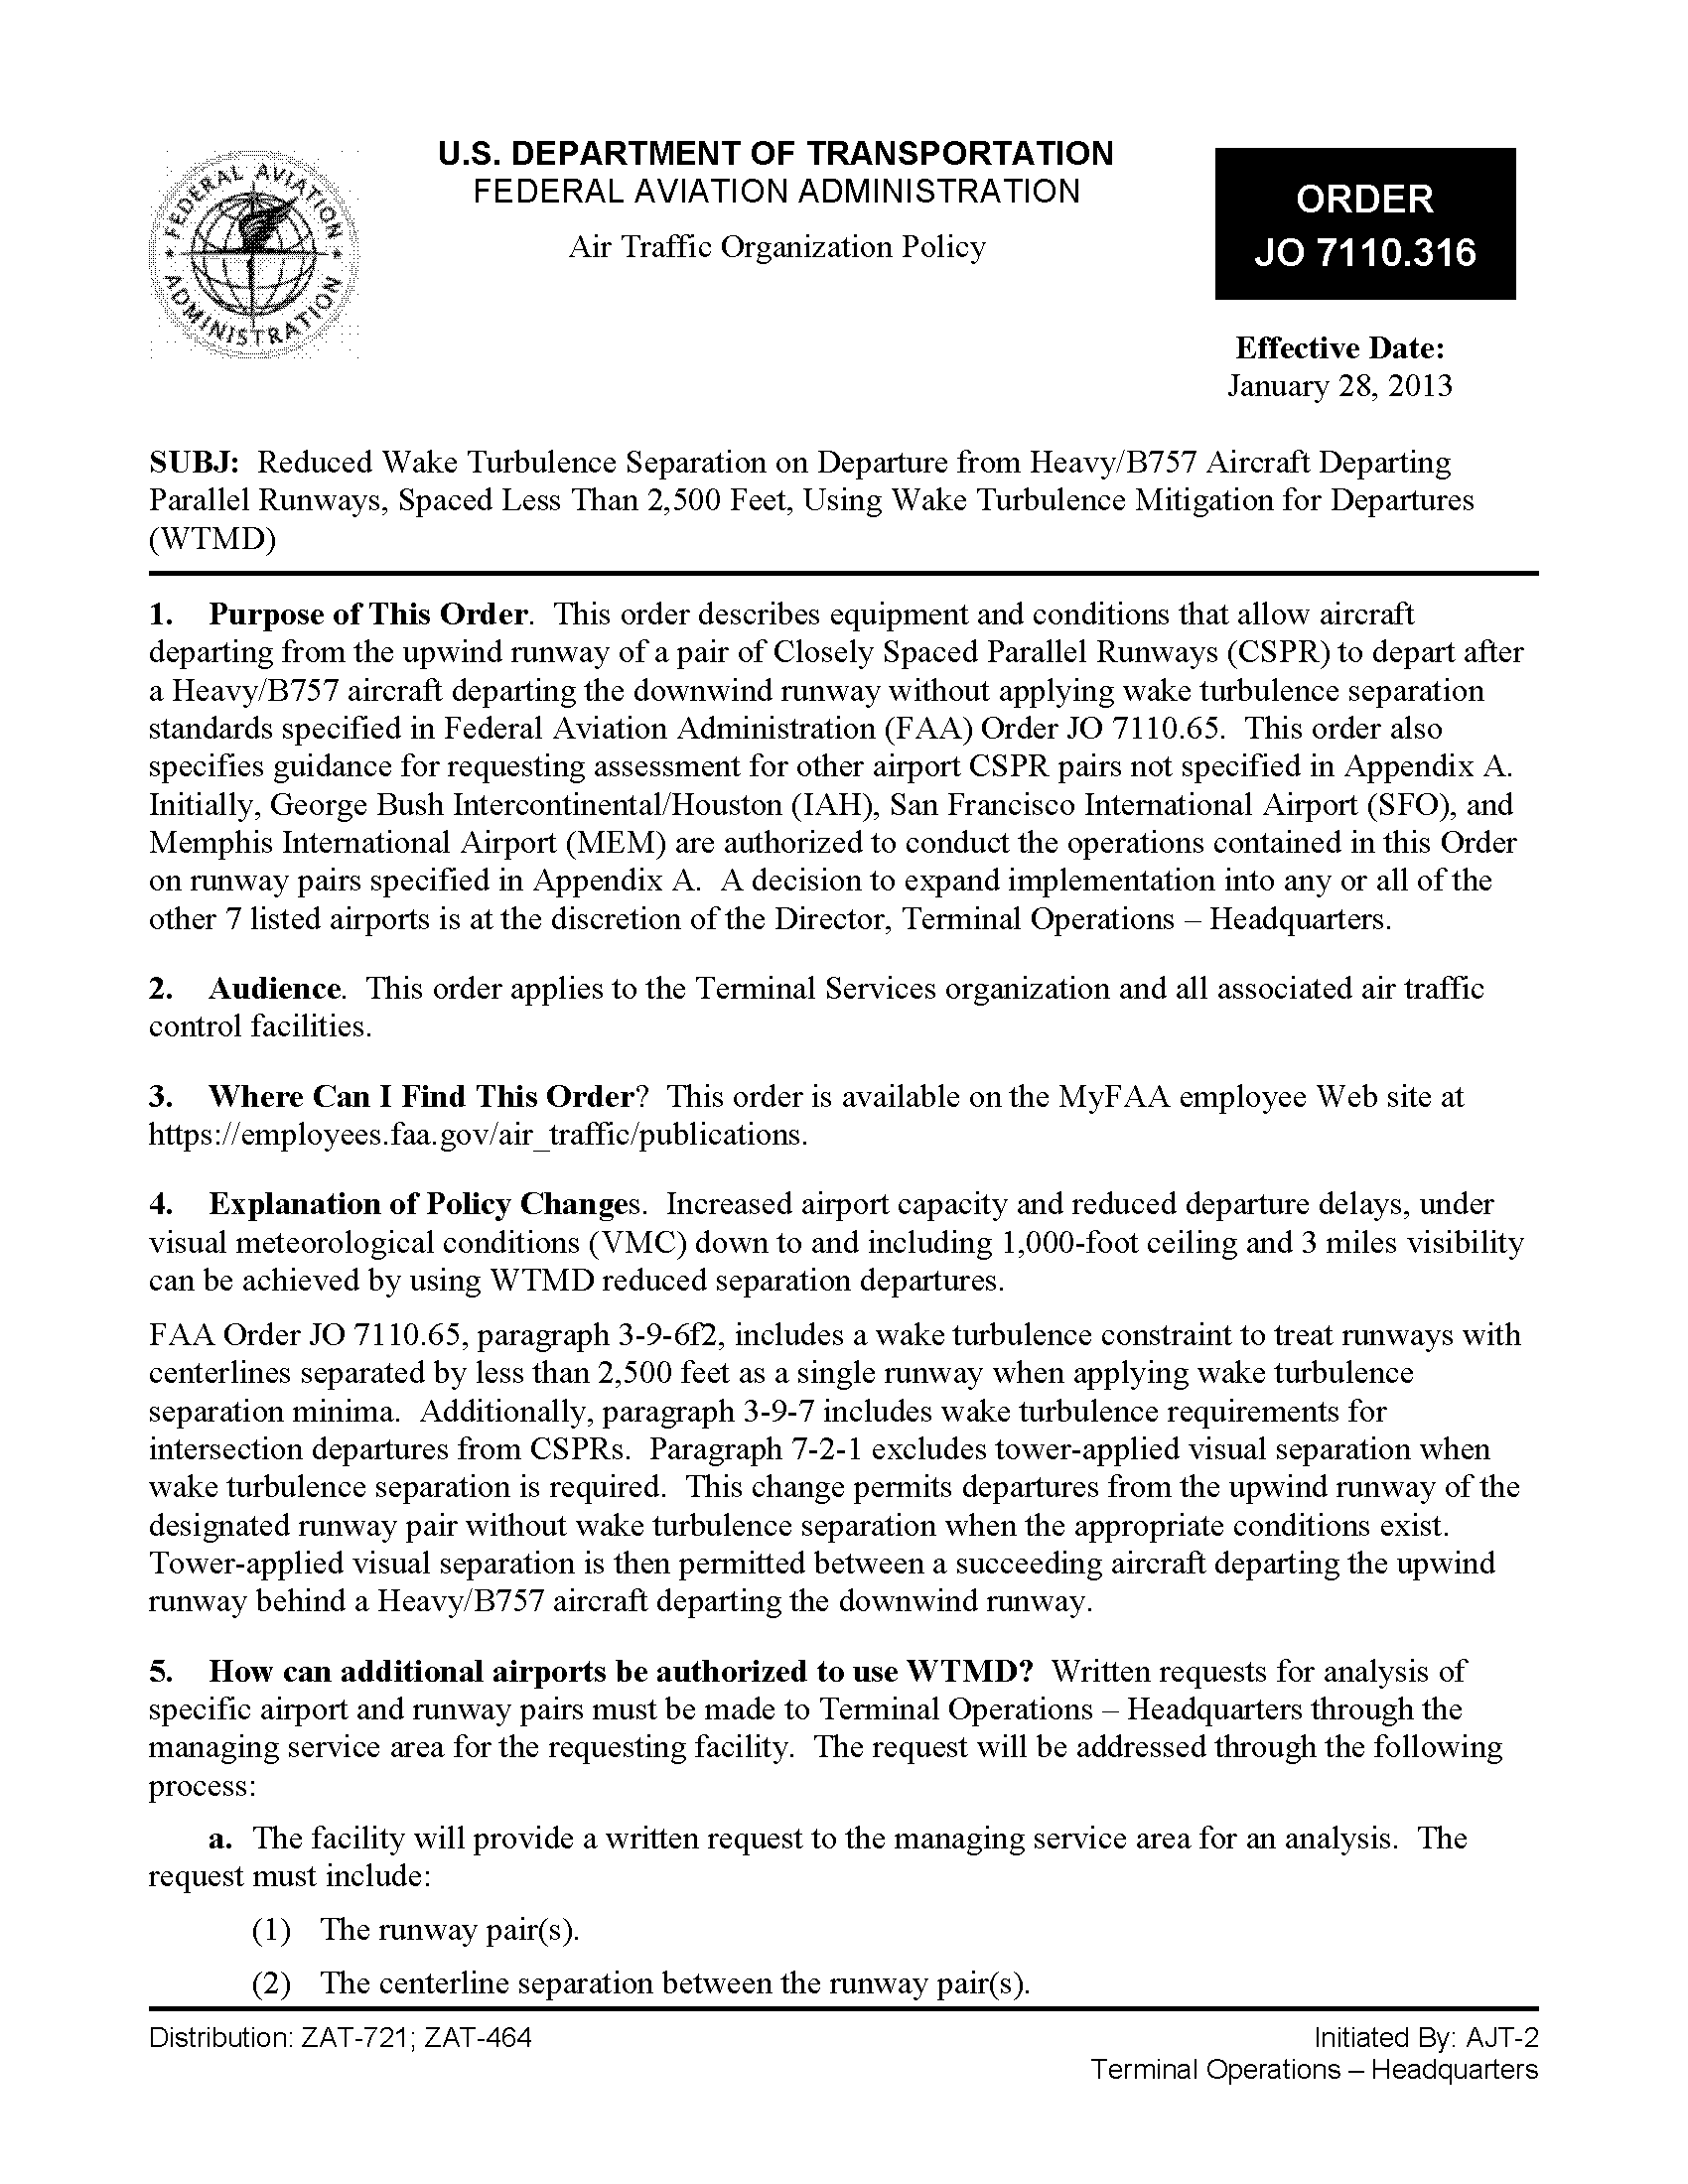 FEDERAL AVIATION
ADMINISTRATION
U.S. DEPARTMENT OF TRANSPORTATION
FEDERAL AVIATION ADMINISTRATION
Air Traffic Organization Policy
ORDER
JO 7110.316
Effective Date:
January 28, 2013
SUBJ:  Reduced Wake Turbulence Separation on Departure from Heavy/B757 Aircraft Departing
Parallel Runways, Spaced Less Than 2,500 Feet, Using Wake Turbulence Mitigation for Departures
(WTMD)
1.    Purpose of This Order.  This order describes equipment and conditions that allow aircraft
departing from the upwind runway of a pair of Closely Spaced Parallel Runways (CSPR) to depart after
a Heavy/B757 aircraft departing the downwind runway without applying wake turbulence separation
standards specified in Federal Aviation Administration (FAA) Order JO 7110.65.  This order also
specifies guidance for requesting assessment for other airport CSPR pairs not specified in Appendix A.
Initially, George Bush Intercontinental/Houston (IAH), San Francisco International Airport (SFO), and
Memphis International Airport (MEM) are authorized to conduct the operations contained in this Order
on runway pairs specified in Appendix A.  A decision to expand implementation into any or all of the
other 7 listed airports is at the discretion of the Director, Terminal Operations – Headquarters.
2.    Audience.  This order applies to the Terminal Services organization and all associated air traffic
control facilities.
3.    Where Can I Find This Order?  This order is available on the MyFAA employee Web site at
https://employees.faa.gov/air_traffic/publications.
4.    Explanation of Policy Changes.  Increased airport capacity and reduced departure delays, under
visual meteorological conditions (VMC) down to and including 1,000-foot ceiling and 3 miles visibility
can be achieved by using WTMD reduced separation departures.
FAA Order JO 7110.65, paragraph 3-9-6f2, includes a wake turbulence constraint to treat runways with
centerlines separated by less than 2,500 feet as a single runway when applying wake turbulence
separation minima.  Additionally, paragraph 3-9-7 includes wake turbulence requirements for
intersection departures from CSPRs.  Paragraph 7-2-1 excludes tower-applied visual separation when
wake turbulence separation is required.  This change permits departures from the upwind runway of the
designated runway pair without wake turbulence separation when the appropriate conditions exist.
Tower-applied visual separation is then permitted between a succeeding aircraft departing the upwind
runway behind a Heavy/B757 aircraft departing the downwind runway.
5.    How can additional airports be authorized to use WTMD?  Written requests for analysis of
specific airport and runway pairs must be made to Terminal Operations – Headquarters through the
managing service area for the requesting facility.  The request will be addressed through the following
process:
a.  The facility will provide a written request to the managing service area for an analysis.  The
request must include:
(1)   The runway pair(s).
(2)   The centerline separation between the runway pair(s).
Distribution: ZAT-721; ZAT-464
Initiated By: AJT-2
Terminal Operations – Headquarters